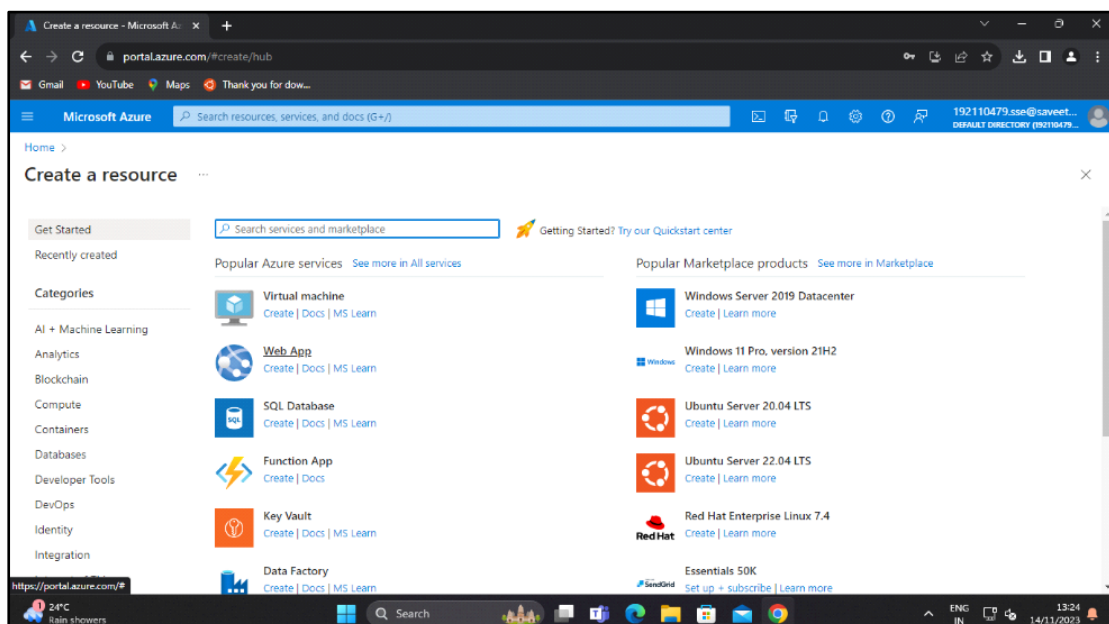 Create a resource - Microsoft Az
portal.azure.com/#create/hub
Gmail YouTube Maps Thank you for dow...
Microsoft Azure
Search resources, services, and docs (G+/)
192110479.sse@saveet...
DEFAULT DIRECTORY (192110479...
Home >
Create a resource ...
Get Started
Recently created
Categories
AI + Machine Learning
Analytics
Blockchain
Compute
Containers
Databases
Developer Tools
DevOps
Identity
Integration
Search services and marketplace
Getting Started? Try our Quickstart center
Popular Azure services See more in All services
Virtual machine
Create | Docs | MS Learn
Web App
Create | Docs | MS Learn
SQL
SQL Database
Create | Docs | MS Learn
Function App
Create | Docs
Key Vault
Create | Docs | MS Learn
Data Factory
Create | Docs | MS Learn
Popular Marketplace products See more in Marketplace
Windows Server 2019 Datacenter
Create | Learn more
Windows
Windows 11 Pro, version 21H2
Create | Learn more
Ubuntu Server 20.04 LTS
Create | Learn more
Ubuntu Server 22.04 LTS
Create | Learn more
Red Hat
Red Hat Enterprise Linux 7.4
Create | Learn more
SendGrid
Essentials 50K
Set up + subscribe | Learn more
https://portal.azure.com/#
1
24°C
Rain showers
Search
ENG
IN
13:24
14/11/2023